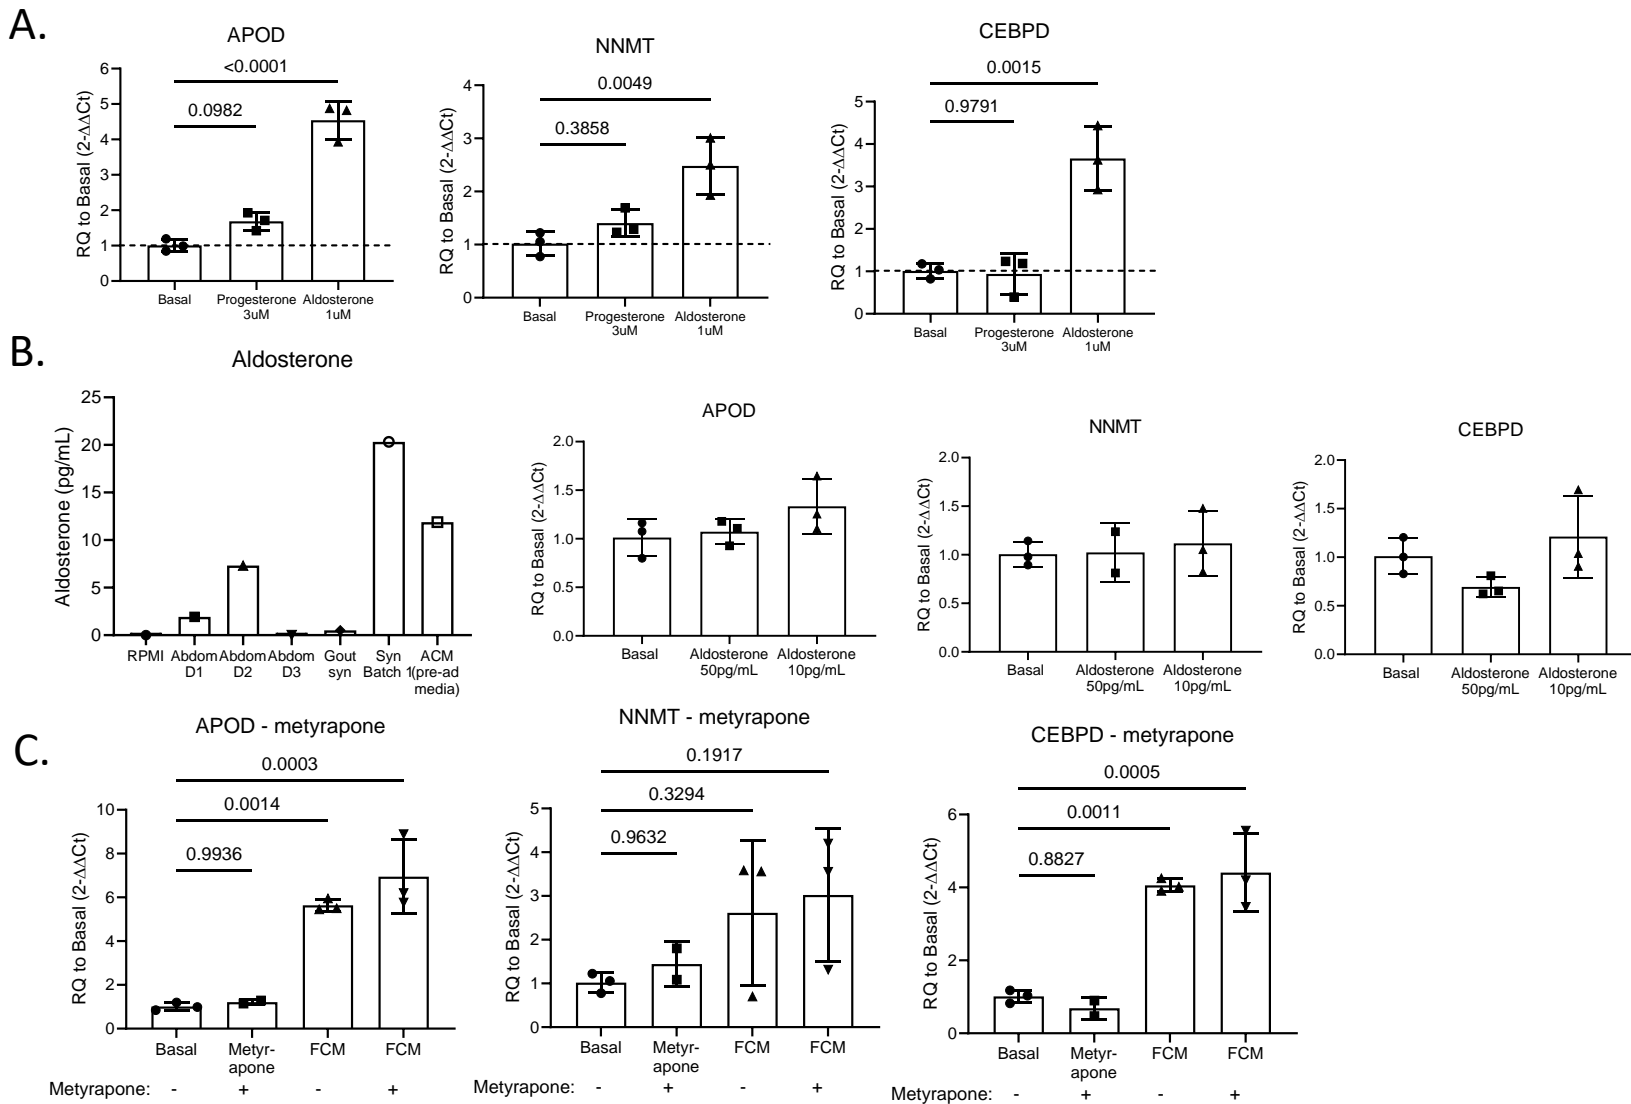 A.
APOD
<0.0001
0.0982
RQ to Basal (2-ΔΔCt)
6
5
4
3
2
1
0
Basal
Progesterone
3uM
Aldosterone
1uM
NNMT
0.0049
0.3858
RQ to Basal (2-ΔΔCt)
4
3
2
1
0
Basal
Progesterone
3uM
Aldosterone
1uM
CEBPD
0.0015
0.9791
RQ to Basal (2-ΔΔCt)
5
4
3
2
1
0
Basal
Progesterone
3uM
Aldosterone
1uM
B.
Aldosterone
Aldosterone (pg/mL)
25
20
15
10
5
0
RPMI
Abdom
D1
Abdom
D2
Abdom
D3
Gout
syn
Syn
Batch 1
ACM
(pre-ad
media)
APOD
RQ to Basal (2-ΔΔCt)
2.0
1.5
1.0
0.5
0.0
Basal
Aldosterone
50pg/mL
Aldosterone
10pg/mL
NNMT
RQ to Basal (2-ΔΔCt)
2.0
1.5
1.0
0.5
0.0
Basal
Aldosterone
50pg/mL
Aldosterone
10pg/mL
CEBPD
RQ to Basal (2-ΔΔCt)
2.0
1.5
1.0
0.5
0.0
Basal
Aldosterone
50pg/mL
Aldosterone
10pg/mL
C.
APOD - metyrapone
0.0003
0.0014
0.9936
RQ to Basal (2-ΔΔCt)
10
8
6
4
2
0
Basal
Metyr-
apone
FCM
FCM
Metyrapone: - + - +
NNMT - metyrapone
0.1917
0.3294
0.9632
RQ to Basal (2-ΔΔCt)
5
4
3
2
1
0
Basal
Metyr-
apone
FCM
FCM
Metyrapone: - + - +
CEBPD - metyrapone
0.0005
0.0011
0.8827
RQ to Basal (2-ΔΔCt)
6
4
2
0
Basal
Metyr-
apone
FCM
FCM
Metyrapone: - + - +